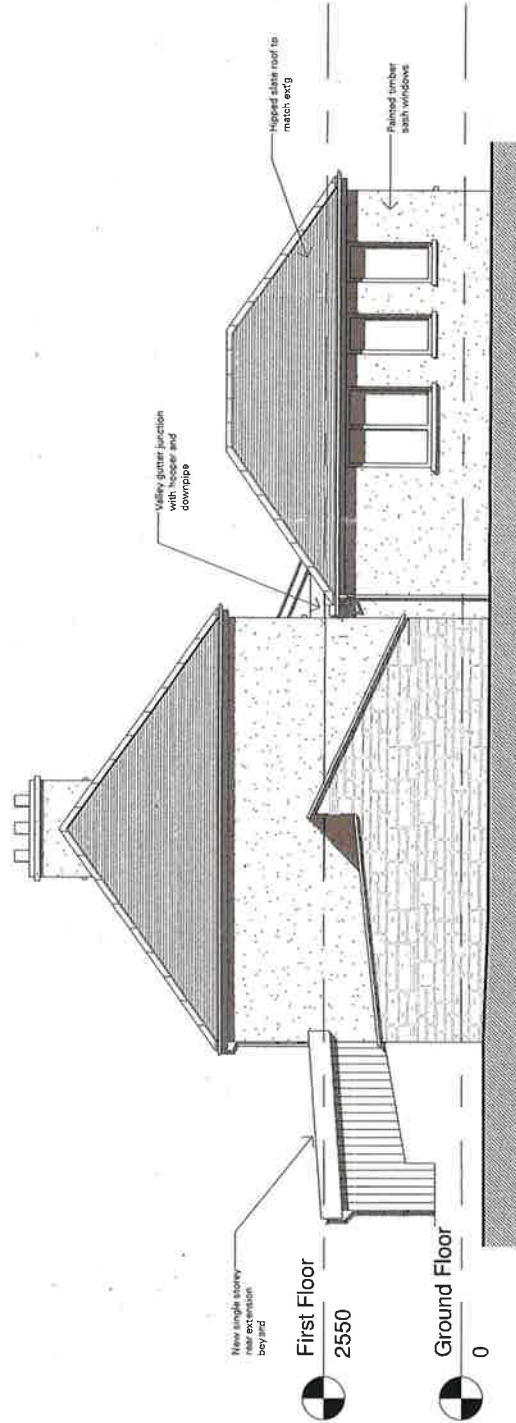 New single storey
rear extension
beyond
Valley gutter junction
with hooper and
downpipe
Hipped slate roof to
match ext'g
Painted timber
sash windows
First Floor
2550
Ground Floor
0